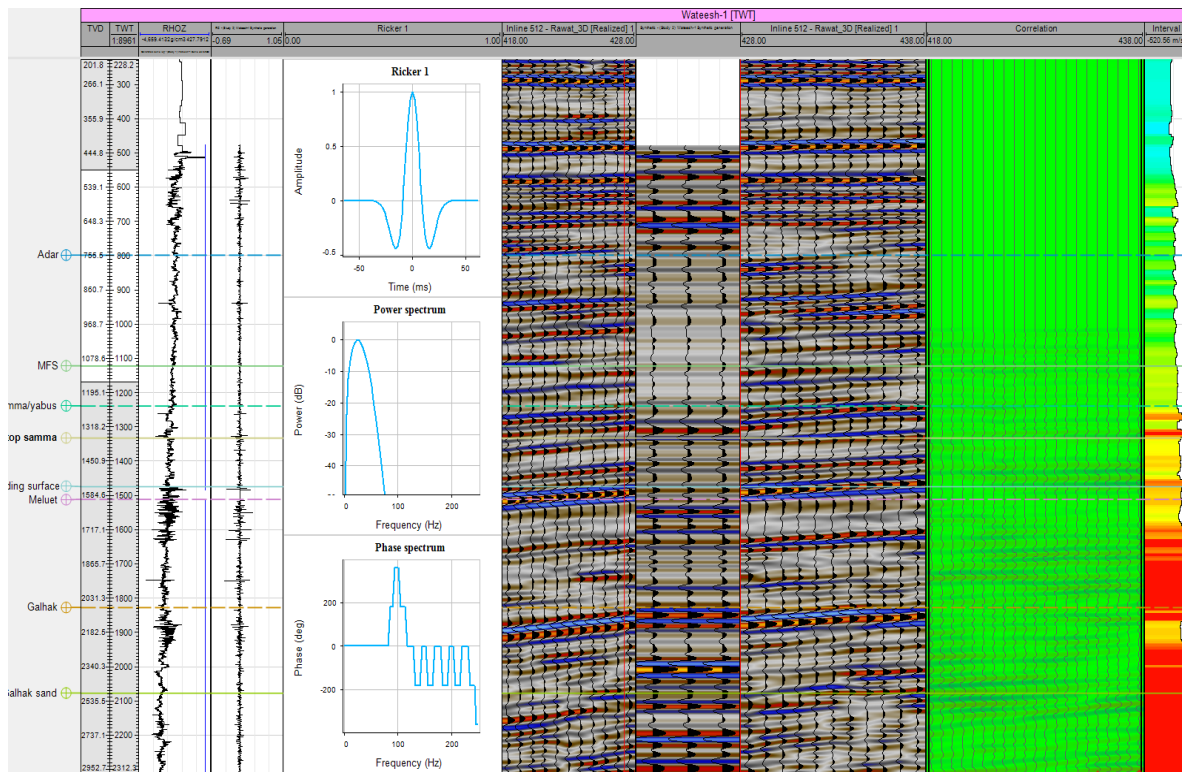 Wateesh-1 [TWT]
TVD TWT RHOZ Ricker 1 Inline 512 - Rawat_3D [Realized] 1 Inline 512 - Rawat_3D [Realized] 1 Correlation Interval
1:8961 -0.69 1.05 0.00 1.00 418.00 428.00 428.00 438.00 418.00 438.00 -520.56 m/s
201.8 228.2
266.1 300
355.9 400
444.8 500
539.1 600
648.3 700
Adar 755.5 800
860.7 900
968.7 1000
1078.6 1100
MFS
1195.1 1200
mma/yabus
1318.2 1300
top samma
1450.9 1400
ding surface
1584.6 1500
Meluet
1717.1 1600
1865.7 1700
2031.3 1800
Galhak
2182.5 1900
2340.3 2000
Galhak sand
2535.5 2100
2737.1 2200
2952.7 2312.3
Ricker 1
Amplitude
1
0.5
0
-0.5
-50 0 50
Time (ms)
Power spectrum
Power (dB)
0
-10
-20
-30
-40
0 100 200
Frequency (Hz)
Phase spectrum
Phase (deg)
200
0
-200
0 100 200
Frequency (Hz)